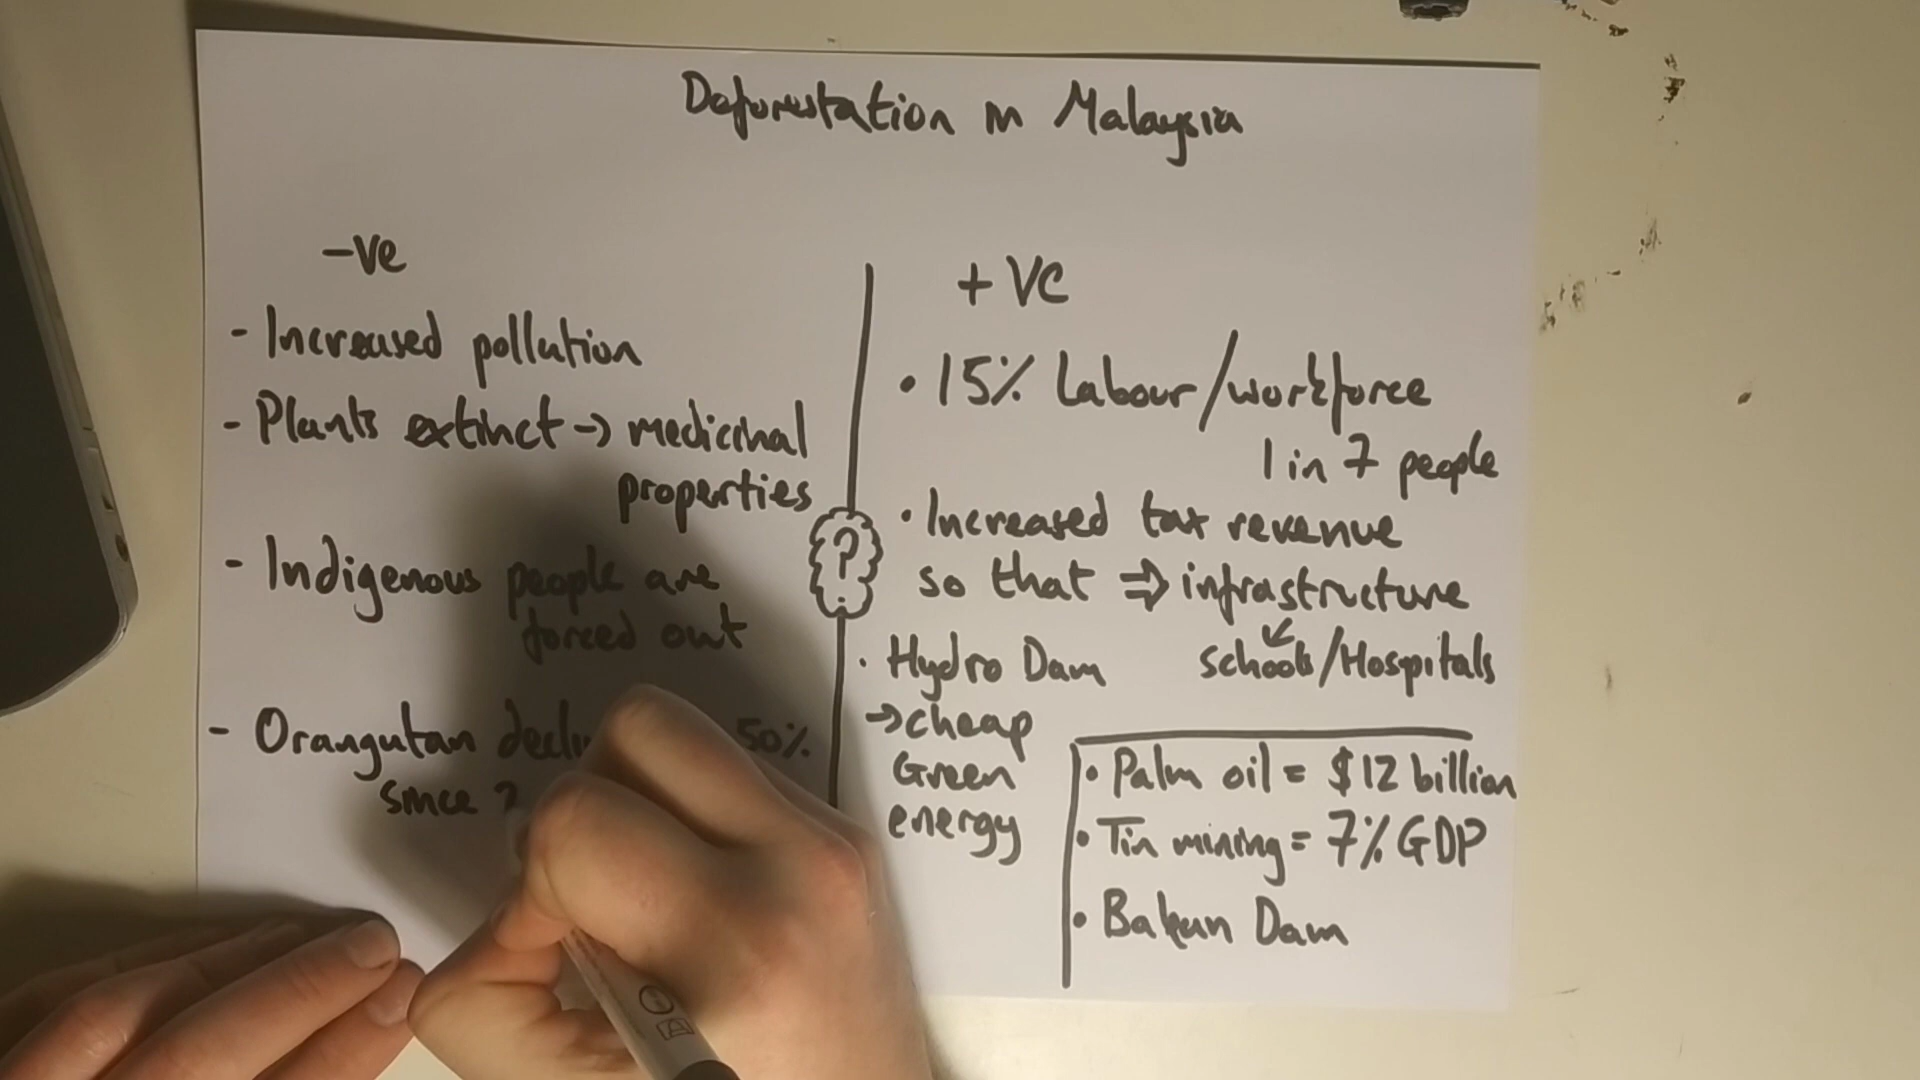 Deforestation in Malaysia
-ve
- Increased pollution
- Plants extinct → medicinal
properties
- Indigenous people are
forced out
- Orangutan 50%
since
?
+ve
• 15% Labour/workforce
1 in 7 people
• Increased tax revenue
so that ⇒ infrastructure
↙
schools/Hospitals
• Hydro Dam
→ cheap
Green
energy
• Palm oil = $12 billion
• Tin mining = 7% GDP
• Bakun Dam